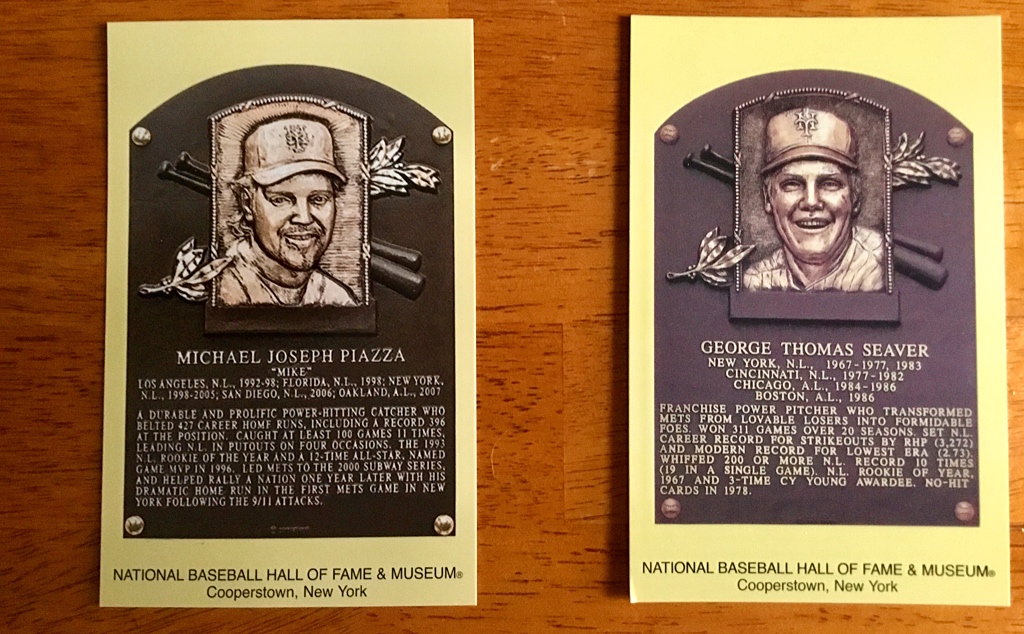 MICHAEL JOSEPH PIAZZA
"MIKE"
LOS ANGELES, N.L., 1992-98; FLORIDA, N.L., 1998; NEW YORK,
N.L., 1998-2005; SAN DIEGO, N.L., 2006; OAKLAND, A.L., 2007
A DURABLE AND PROLIFIC POWER-HITTING CATCHER WHO
BELTED 427 CAREER HOME RUNS, INCLUDING A RECORD 396
AT THE POSITION. CAUGHT AT LEAST 100 GAMES 11 TIMES,
LEADING N.L. IN PUTOUTS ON FOUR OCCASIONS. THE 1993
N.L. ROOKIE OF THE YEAR AND A 12-TIME ALL-STAR, NAMED
GAME MVP IN 1996. LED METS TO THE 2000 SUBWAY SERIES,
AND HELPED RALLY A NATION ONE YEAR LATER WITH HIS
DRAMATIC HOME RUN IN THE FIRST METS GAME IN NEW
YORK FOLLOWING THE 9/11 ATTACKS.
NATIONAL BASEBALL HALL OF FAME & MUSEUM®
Cooperstown, New York
GEORGE THOMAS SEAVER
NEW YORK, N.L., 1967-1977, 1983
CINCINNATI, N.L., 1977-1982
CHICAGO, A.L., 1984-1986
BOSTON, A.L., 1986
FRANCHISE POWER PITCHER WHO TRANSFORMED
METS FROM LOVABLE LOSERS INTO FORMIDABLE
FOES. WON 311 GAMES OVER 20 SEASONS. SET N.L.
CAREER RECORD FOR STRIKEOUTS BY RHP (3,272)
AND MODERN RECORD FOR LOWEST ERA (2.73).
WHIFFED 200 OR MORE N.L. RECORD 10 TIMES
(19 IN A SINGLE GAME). N.L. ROOKIE OF YEAR,
1967 AND 3-TIME CY YOUNG AWARDEE. NO-HIT
CARDS IN 1978.
NATIONAL BASEBALL HALL OF FAME & MUSEUM®
Cooperstown, New York